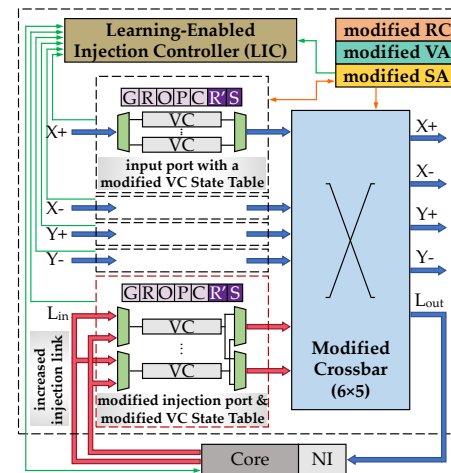 Learning-Enabled
Injection Controller (LIC)
modified RC
modified VA
modified SA
G R O P C R' S
X+
VC
VC
input port with a
modified VC State Table
X-
Y+
Y-
X+
X-
Y+
Y-
Lout
G R O P C R' S
Lin
VC
VC
increased
injection link
modified injection port &
modified VC State Table
Modified
Crossbar
(6×5)
Core
NI